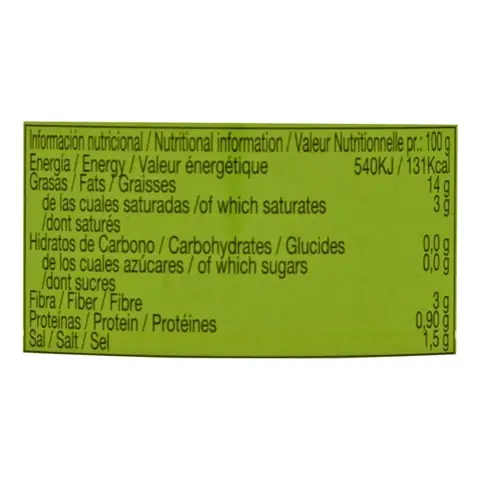 Información nutricional / Nutritional information / Valeur Nutritionnelle pr.: 100 g
Energía / Energy / Valeur énergétique 540KJ / 131Kcal
Grasas / Fats / Graisses 14 g
de las cuales saturadas /of which saturates 3 g
/dont saturés
Hidratos de Carbono / Carbohydrates / Glucides 0,0 g
de los cuales azúcares / of which sugars 0,0 g
/dont sucres
Fibra / Fiber / Fibre 3 g
Proteínas / Protein / Protéines 0,90 g
Sal / Salt / Sel 1,5 g